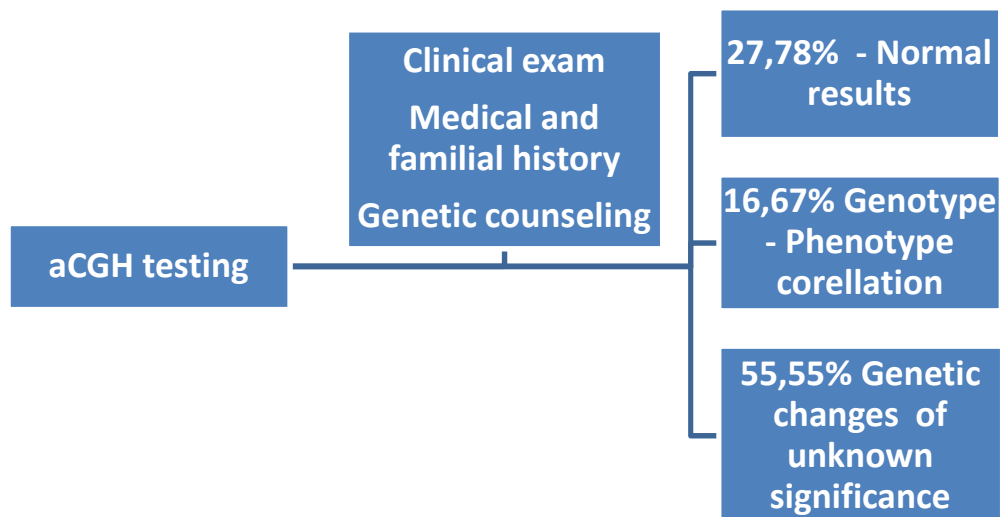 Clinical exam
Medical and
familial history
Genetic counseling
aCGH testing
27,78%  - Normal
results
16,67% Genotype
- Phenotype
corellation
55,55% Genetic
changes  of
unknown
significance